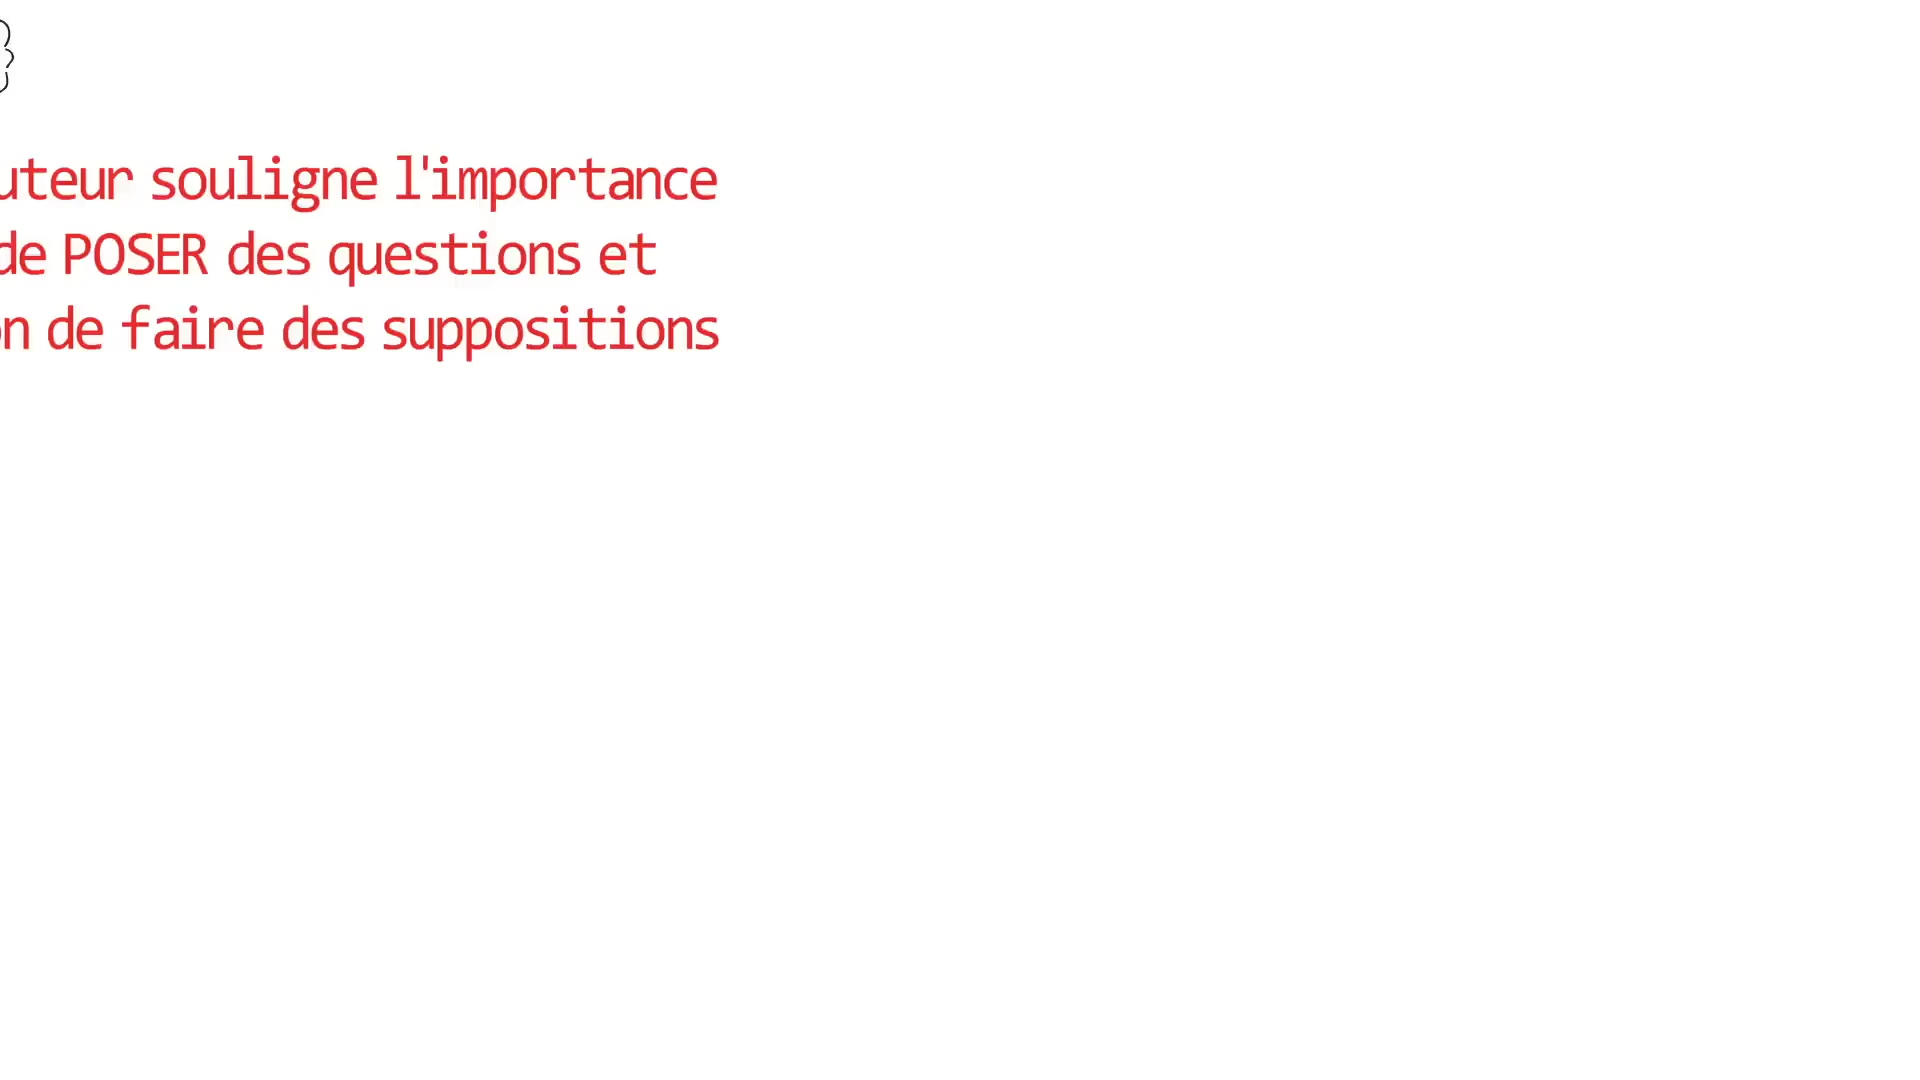 uteur souligne l'importance
de POSER des questions et
n de faire des suppositions